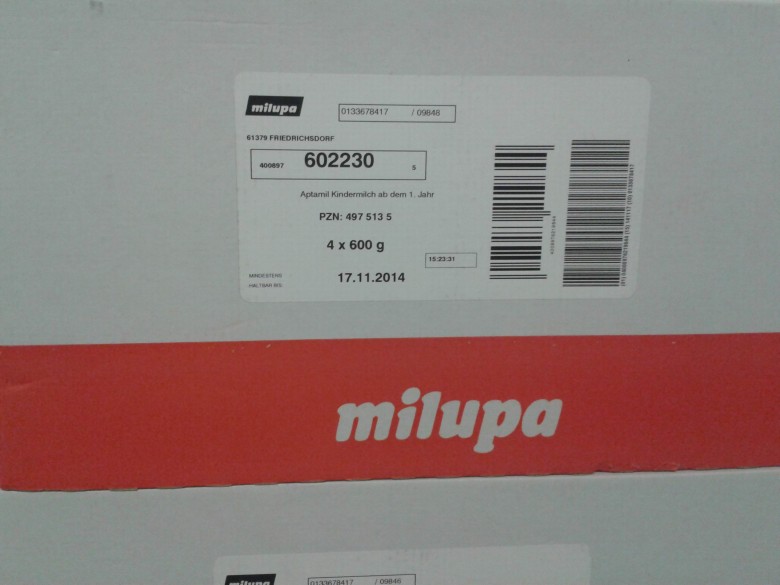 milupa
0133678417 / 09848
61379 FRIEDRICHSDORF
400897 602230 5
Aptamil Kindermilch ab dem 1. Jahr
PZN: 497 513 5
4 x 600 g
15:23:31
MINDESTENS
HALTBAR BIS:
17.11.2014
milupa
milupa
0133678417 / 09846